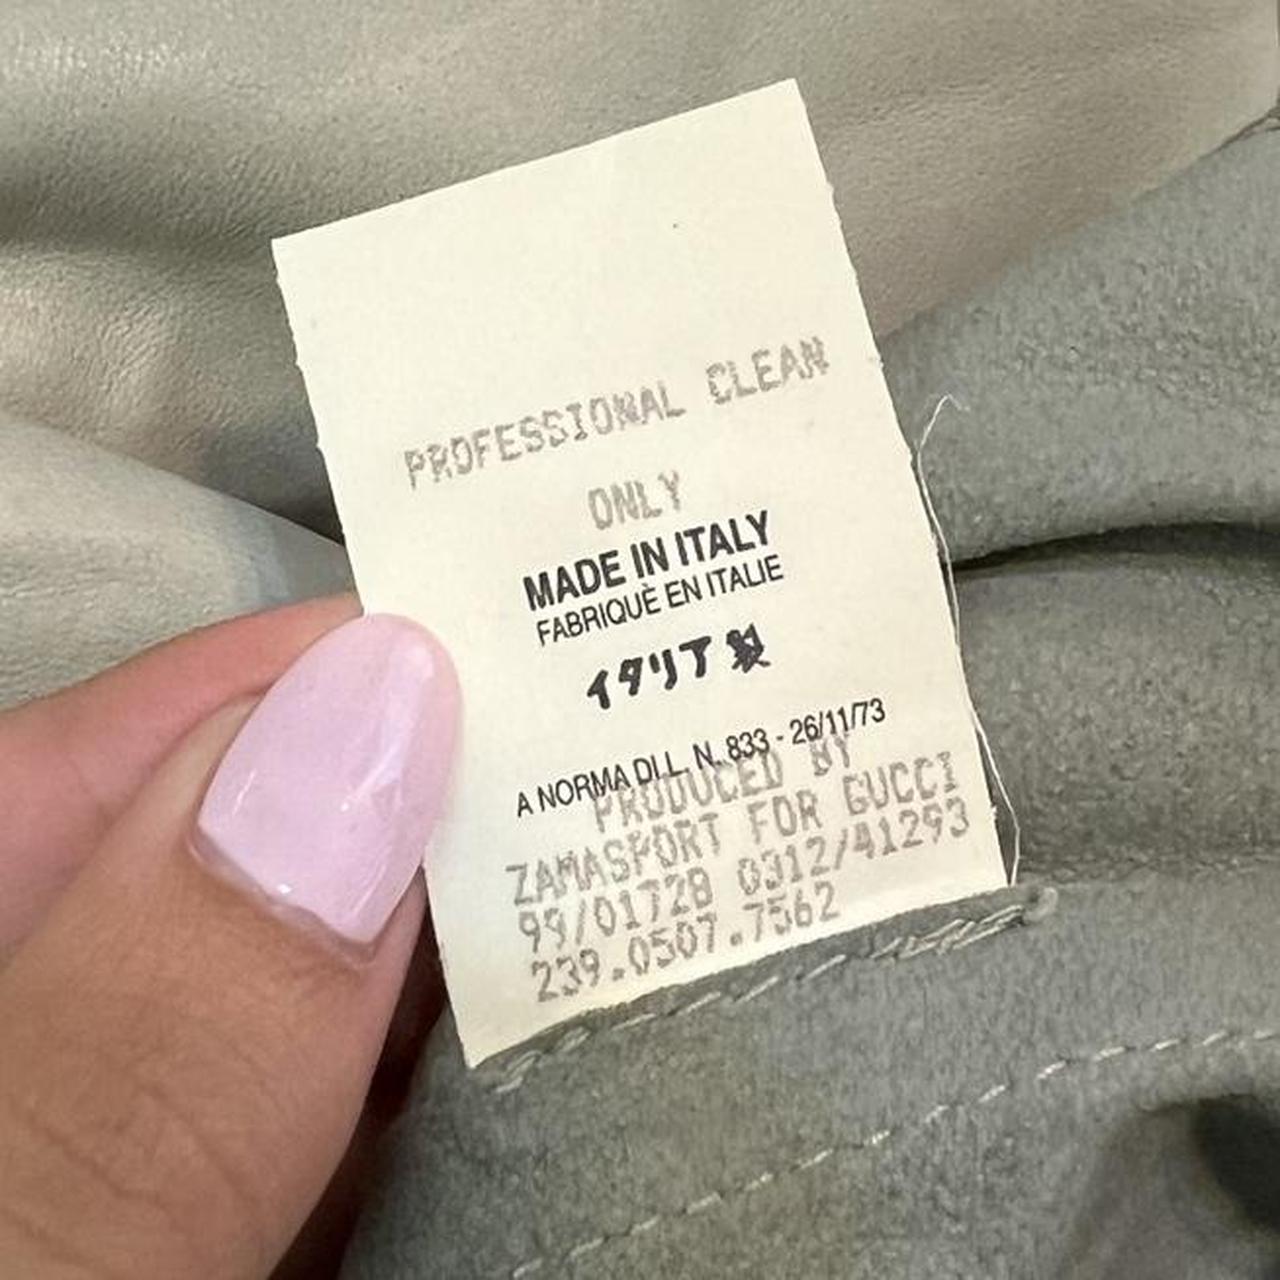 PROFESSIONAL CLEAN
ONLY
MADE IN ITALY
FABRIQUÈ EN ITALIE
イタリア製
A NORMA DI L. N. 833 - 26/11/73
PRODUCED BY
ZAMASPORT FOR GUCCI
99/01728 0312/41293
239.0507.7562